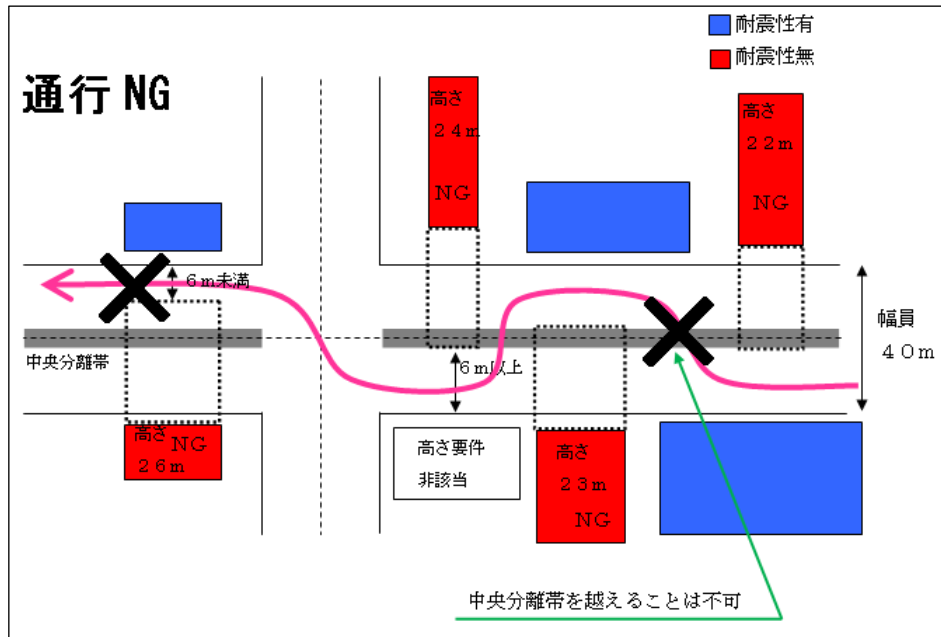 耐震性有
耐震性無
通行 NG
高さ
24m
NG
高さ
22m
NG
6m未満
幅員
40m
中央分離帯
6m以上
高さ NG
26m
高さ要件
非該当
高さ
23m
NG
中央分離帯を越えることは不可